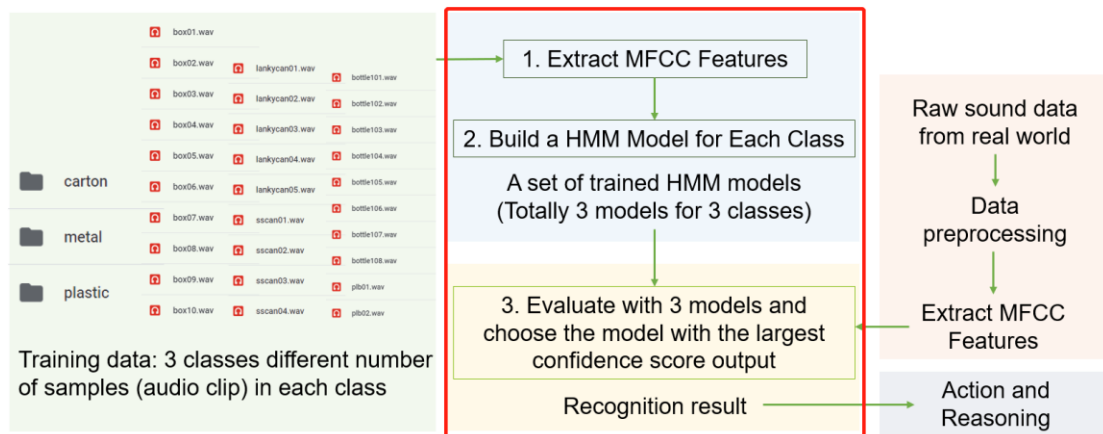 carton
metal
plastic
box01.wav
box02.wav
box03.wav
box04.wav
box05.wav
box06.wav
box07.wav
box08.wav
box09.wav
box10.wav
lankycan01.wav
lankycan02.wav
lankycan03.wav
lankycan04.wav
lankycan05.wav
sscan01.wav
sscan02.wav
sscan03.wav
sscan04.wav
bottle101.wav
bottle102.wav
bottle103.wav
bottle104.wav
bottle105.wav
bottle106.wav
bottle107.wav
bottle108.wav
plb01.wav
plb02.wav
Training data: 3 classes different number
of samples (audio clip) in each class
1. Extract MFCC Features
2. Build a HMM Model for Each Class
A set of trained HMM models
(Totally 3 models for 3 classes)
3. Evaluate with 3 models and
choose the model with the largest
confidence score output
Recognition result
Raw sound data
from real world
Data
preprocessing
Extract MFCC
Features
Action and
Reasoning